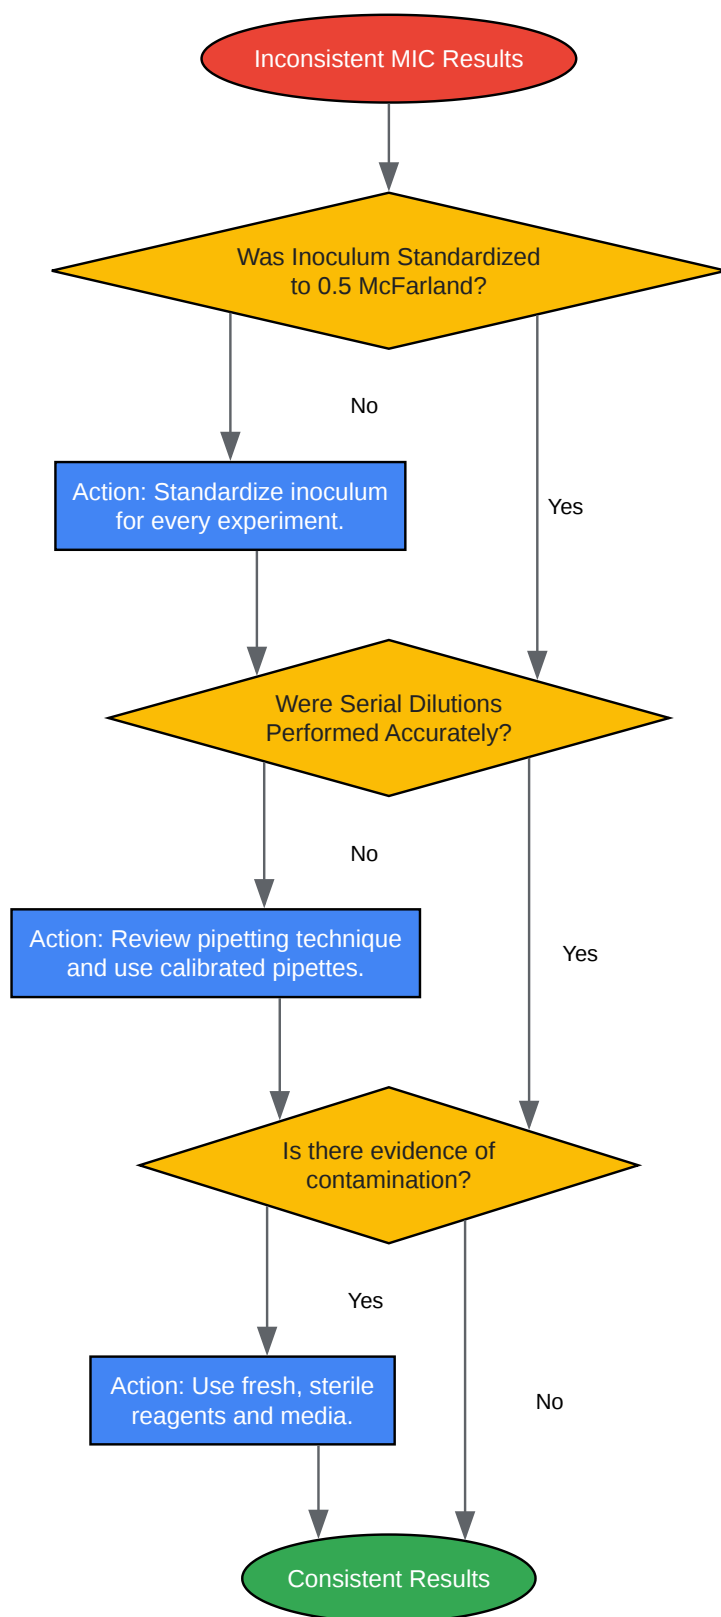 Inconsistent MIC Results
Was Inoculum Standardized
to 0.5 McFarland?
No
Action: Standardize inoculum
for every experiment.
Yes
Were Serial Dilutions
Performed Accurately?
No
Action: Review pipetting technique
and use calibrated pipettes.
Yes
Is there evidence of
contamination?
Yes
Action: Use fresh, sterile
reagents and media.
No
Consistent Results